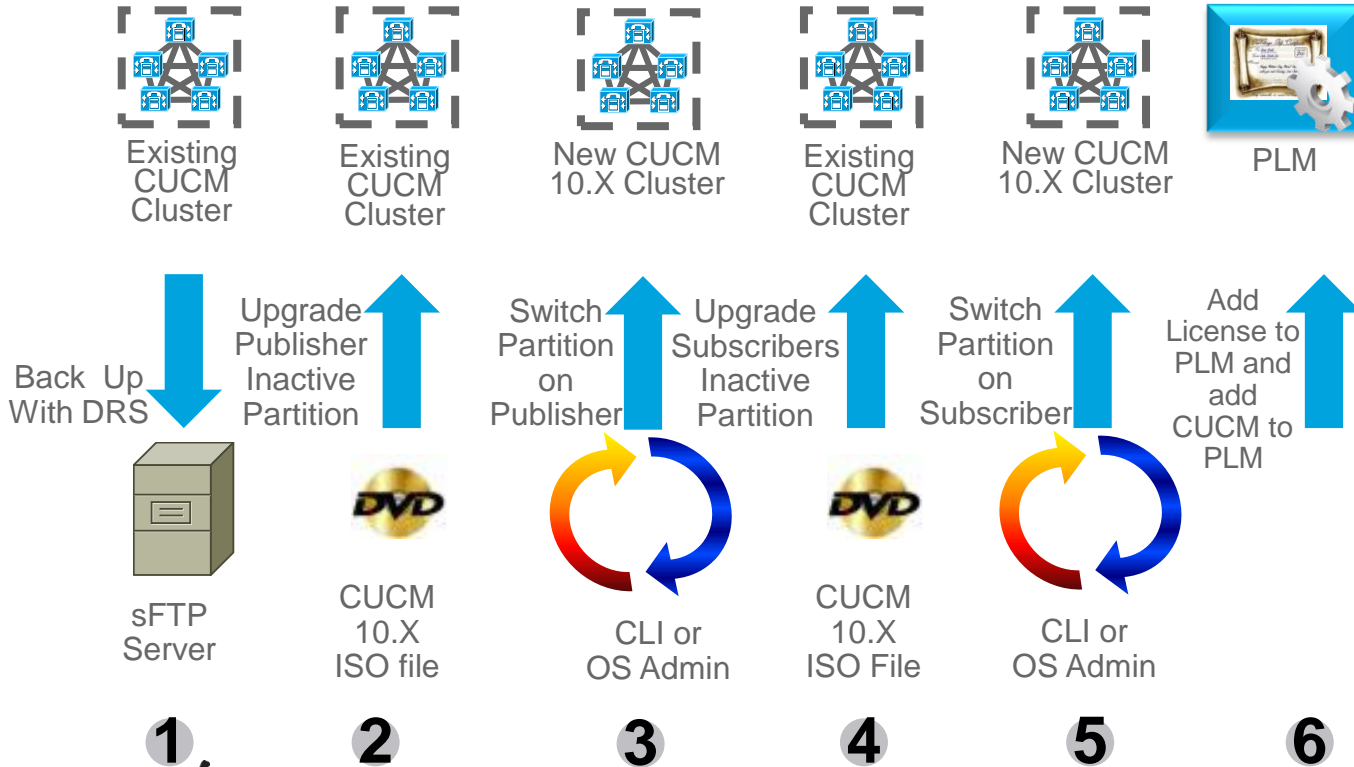 Existing
CUCM
Cluster
Existing
CUCM
Cluster
New CUCM
10.X Cluster
Existing
CUCM
Cluster
New CUCM
10.X Cluster
PLM
Back Up
With DRS
Upgrade
Publisher
Inactive
Partition
Switch
Partition
on
Publisher
Upgrade
Subscribers
Inactive
Partition
Switch
Partition
on
Subscriber
Add
License to
PLM and
add
CUCM to
PLM
sFTP
Server
DVD
CUCM
10.X
ISO file
CLI or
OS Admin
DVD
CUCM
10.X
ISO File
CLI or
OS Admin
1
2
3
4
5
6